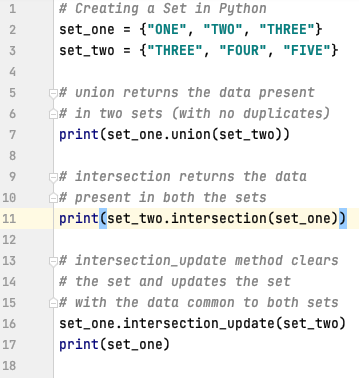 1 # Creating a Set in Python
2 set_one = {"ONE", "TWO", "THREE"}
3 set_two = {"THREE", "FOUR", "FIVE"}
4
5 # union returns the data present
6 # in two sets (with no duplicates)
7 print(set_one.union(set_two))
8
9 # intersection returns the data
10 # present in both the sets
11 print(set_two.intersection(set_one))
12
13 # intersection_update method clears
14 # the set and updates the set
15 # with the data common to both sets
16 set_one.intersection_update(set_two)
17 print(set_one)
18